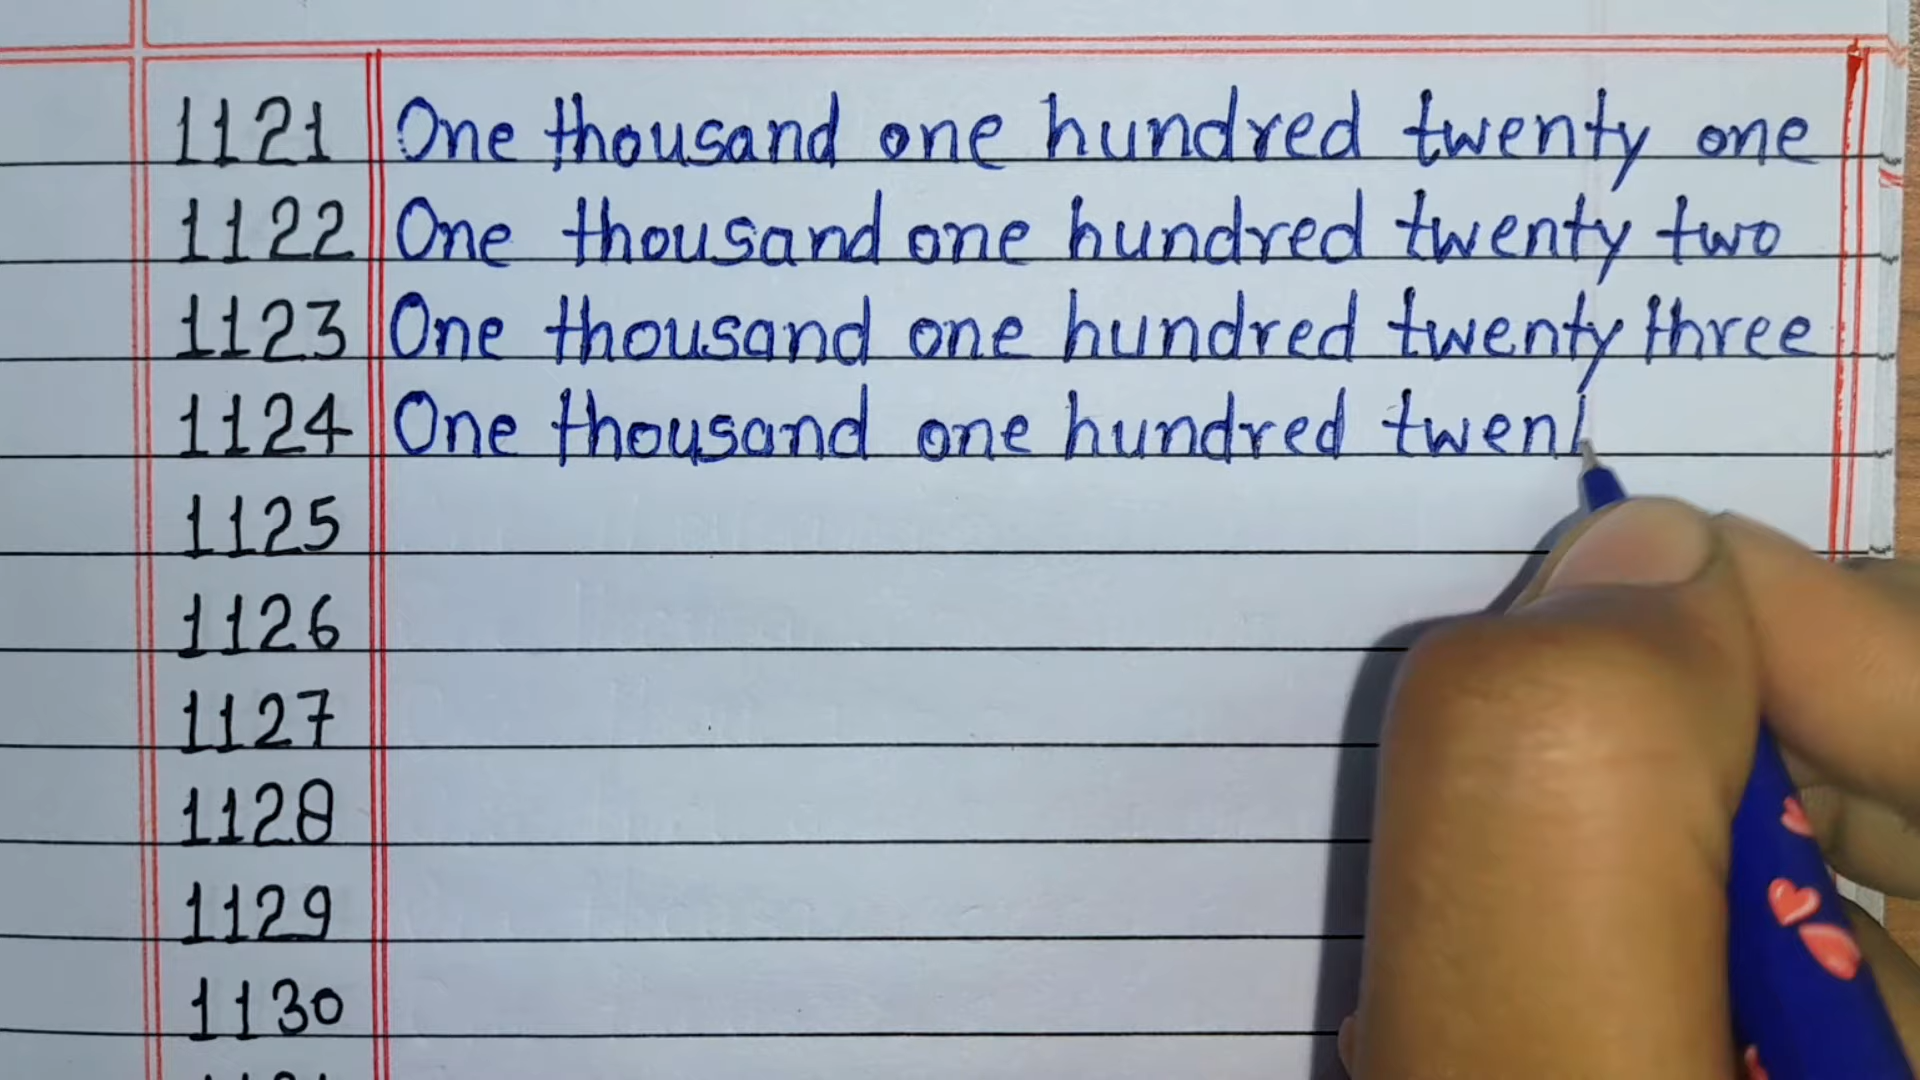 1121 One thousand one hundred twenty one
1122 One thousand one hundred twenty two
1123 One thousand one hundred twenty three
1124 One thousand one hundred twen
1125
1126
1127
1128
1129
1130